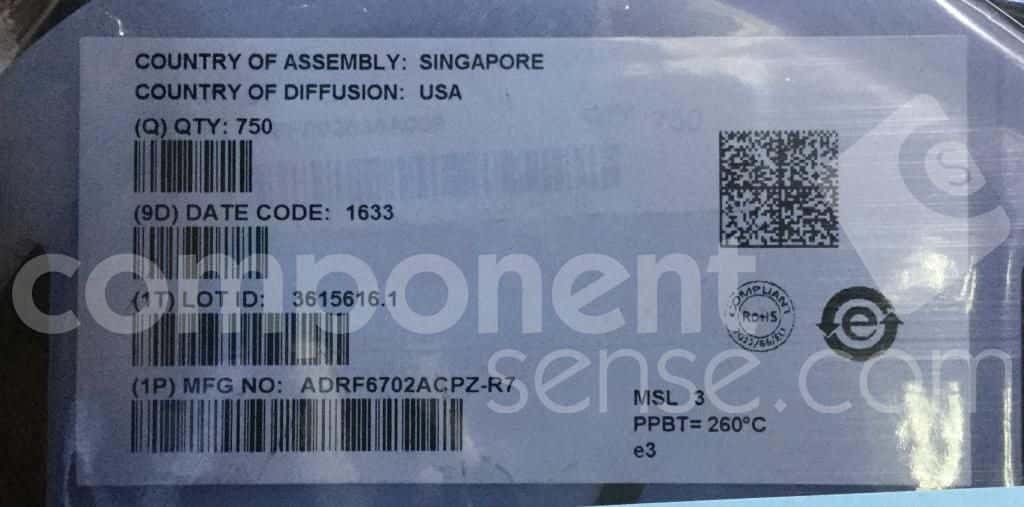 COUNTRY OF ASSEMBLY: SINGAPORE
COUNTRY OF DIFFUSION: USA
(Q) QTY: 750
(9D) DATE CODE: 1633
(1T) LOT ID: 3615616.1
(1P) MFG NO: ADRF6702ACPZ-R7
COMPLIANT
RoHS
e
MSL 3
PPBT= 260°C
e3
component
sense.com
S